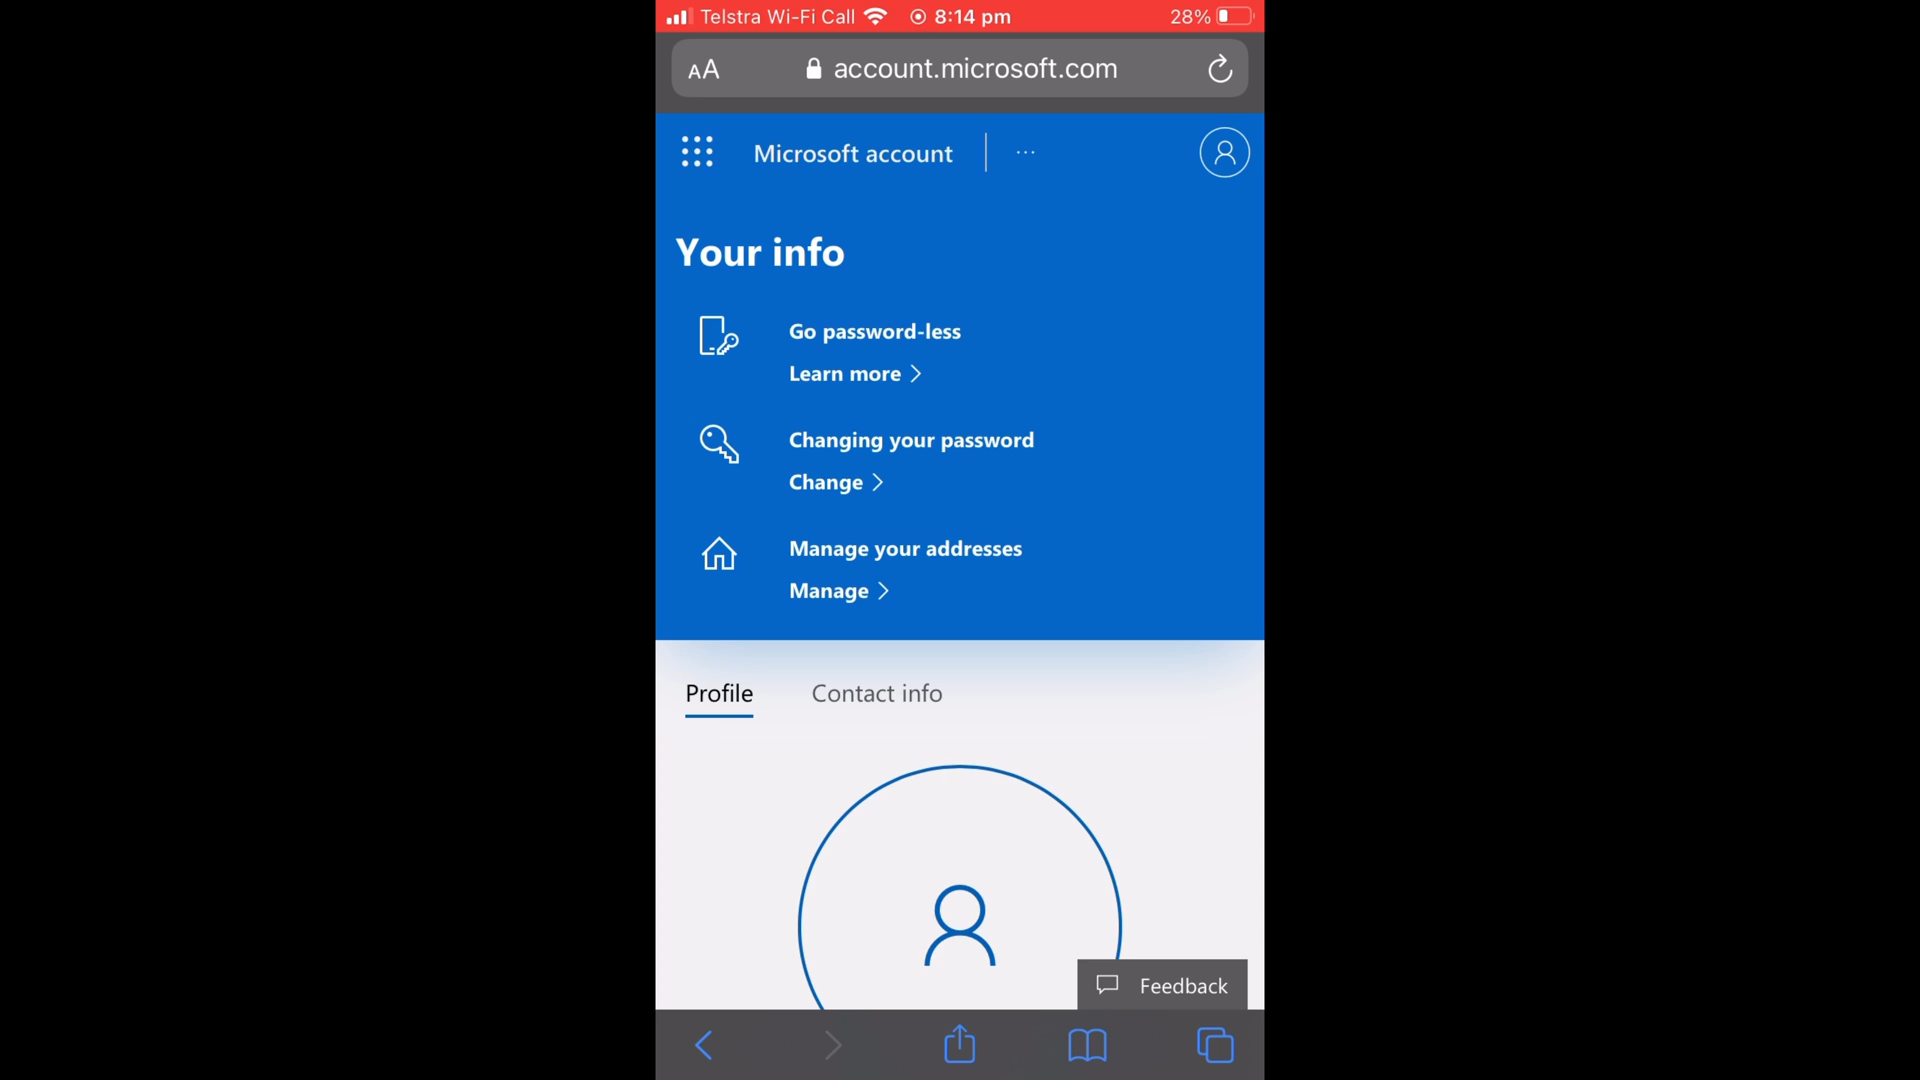 Telstra Wi-Fi Call 8:14 pm 28%
AA account.microsoft.com
Microsoft account ...
Your info
Go password-less
Learn more
Changing your password
Change
Manage your addresses
Manage
Profile Contact info
Feedback